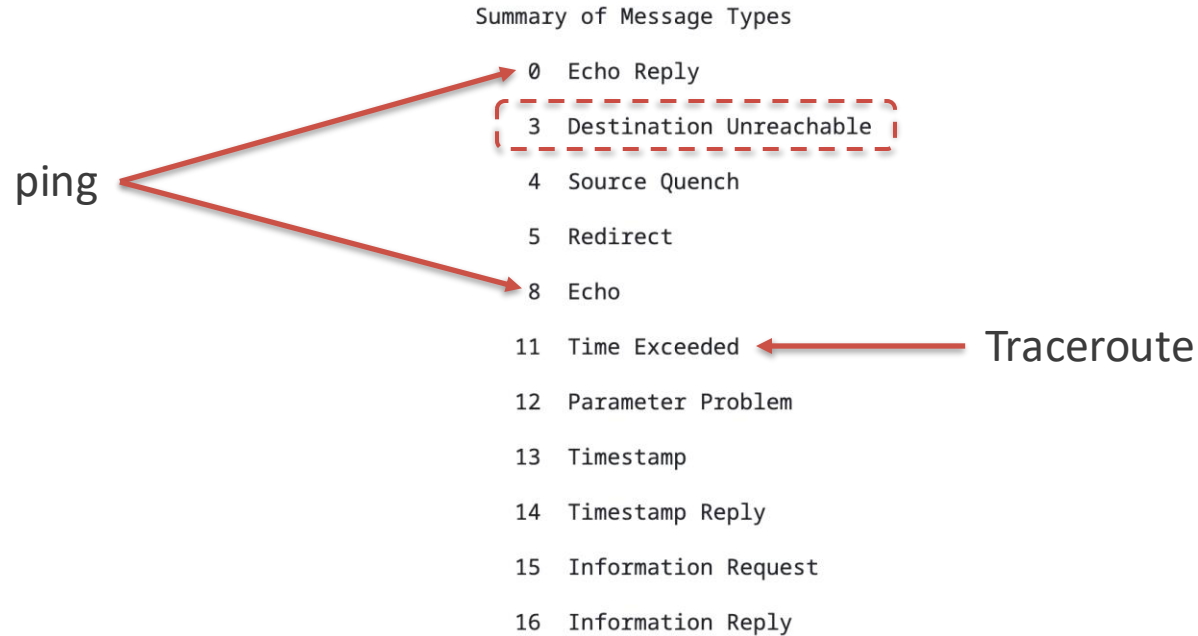 Summary of Message Types
0 Echo Reply
3 Destination Unreachable
ping
4 Source Quench
5 Redirect
8 Echo
11 Time Exceeded
Traceroute
12 Parameter Problem
13 Timestamp
14 Timestamp Reply
15 Information Request
16 Information Reply